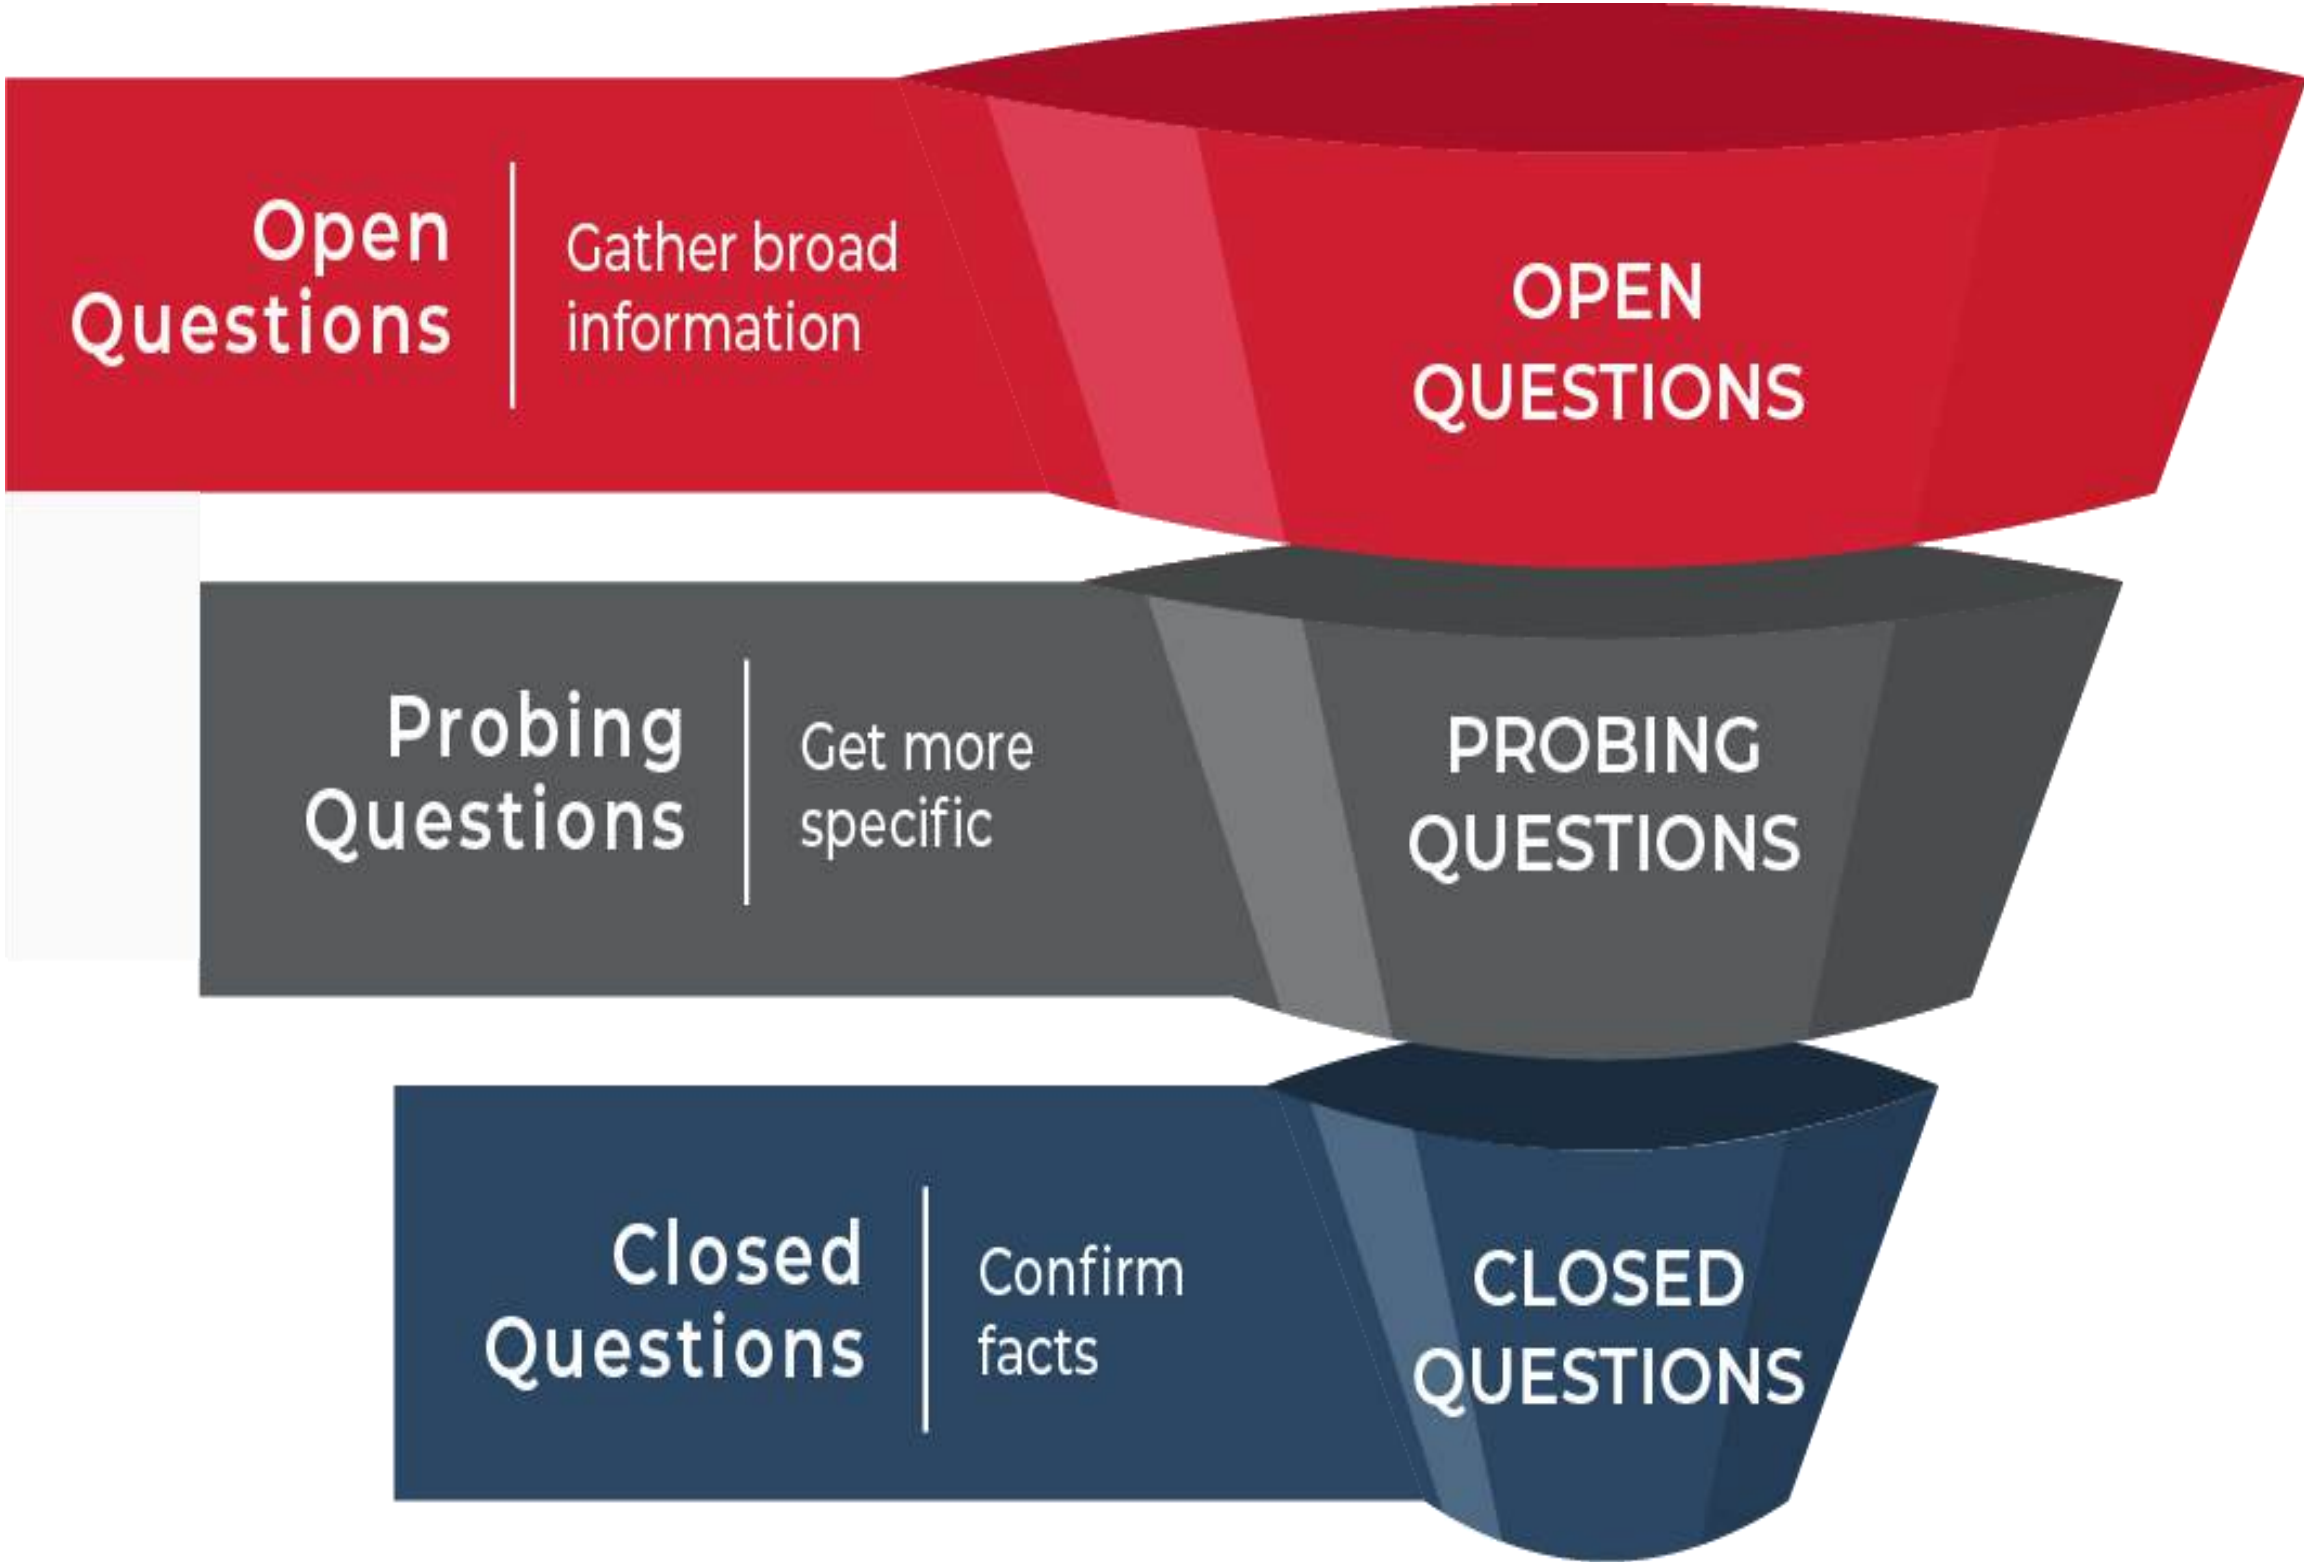 Open
Questions
Gather broad
information
OPEN
QUESTIONS
Probing
Questions
Get more
specific
PROBING
QUESTIONS
Closed
Questions
Confirm
facts
CLOSED
QUESTIONS